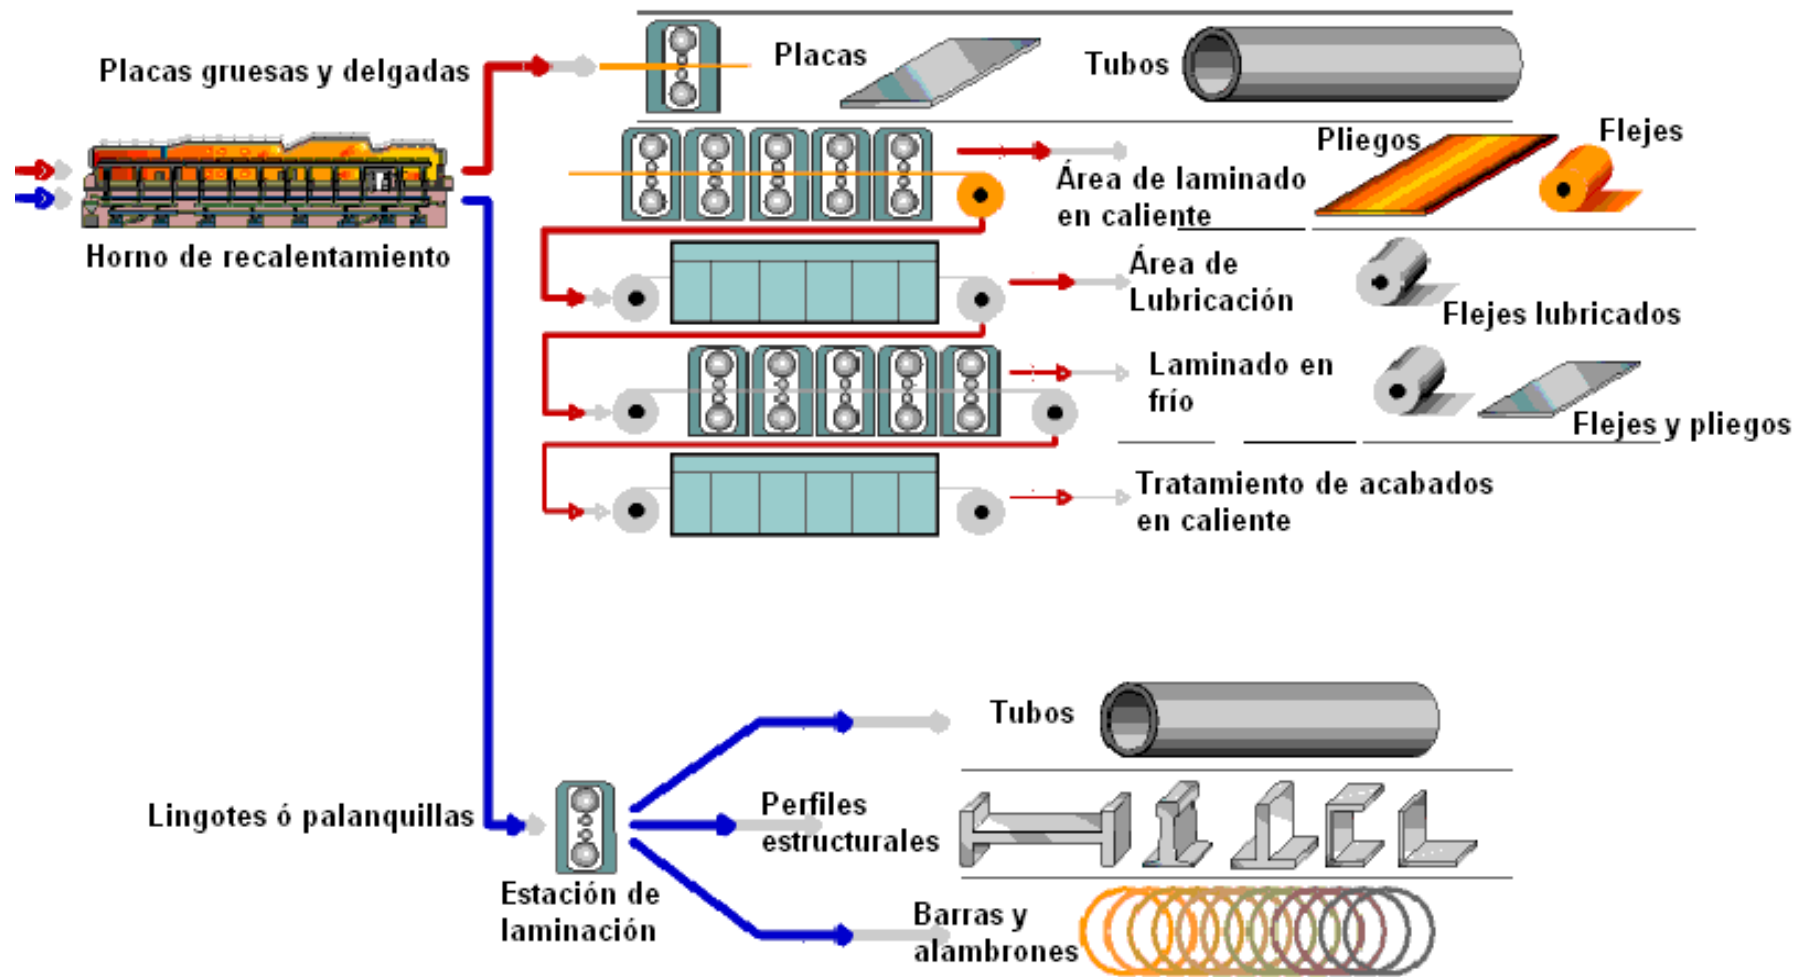 Placas gruesas y delgadas
Placas
Tubos
Pliegos
Flejes
Área de laminado
en caliente
Horno de recalentamiento
Área de
Lubricación
Flejes lubricados
Laminado en
frío
Flejes y pliegos
Tratamiento de acabados
en caliente
Tubos
Lingotes ó palanquillas
Perfiles
estructurales
Estación de
laminación
Barras y
alambrones